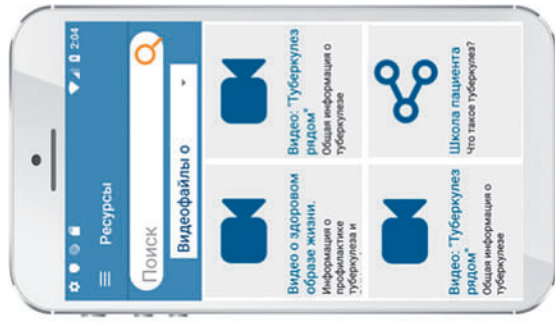 2:04
Ресурсы
Поиск
Видеофайлы о
Видео о здоровом
образе жизни.
Информация о
профилактике
туберкулеза и
Видео: "Туберкулез
рядом"
Общая информация о
туберкулезе
Видео: "Туберкулез
рядом"
Общая информация о
туберкулезе
Школа пациента
Что такое туберкулез?